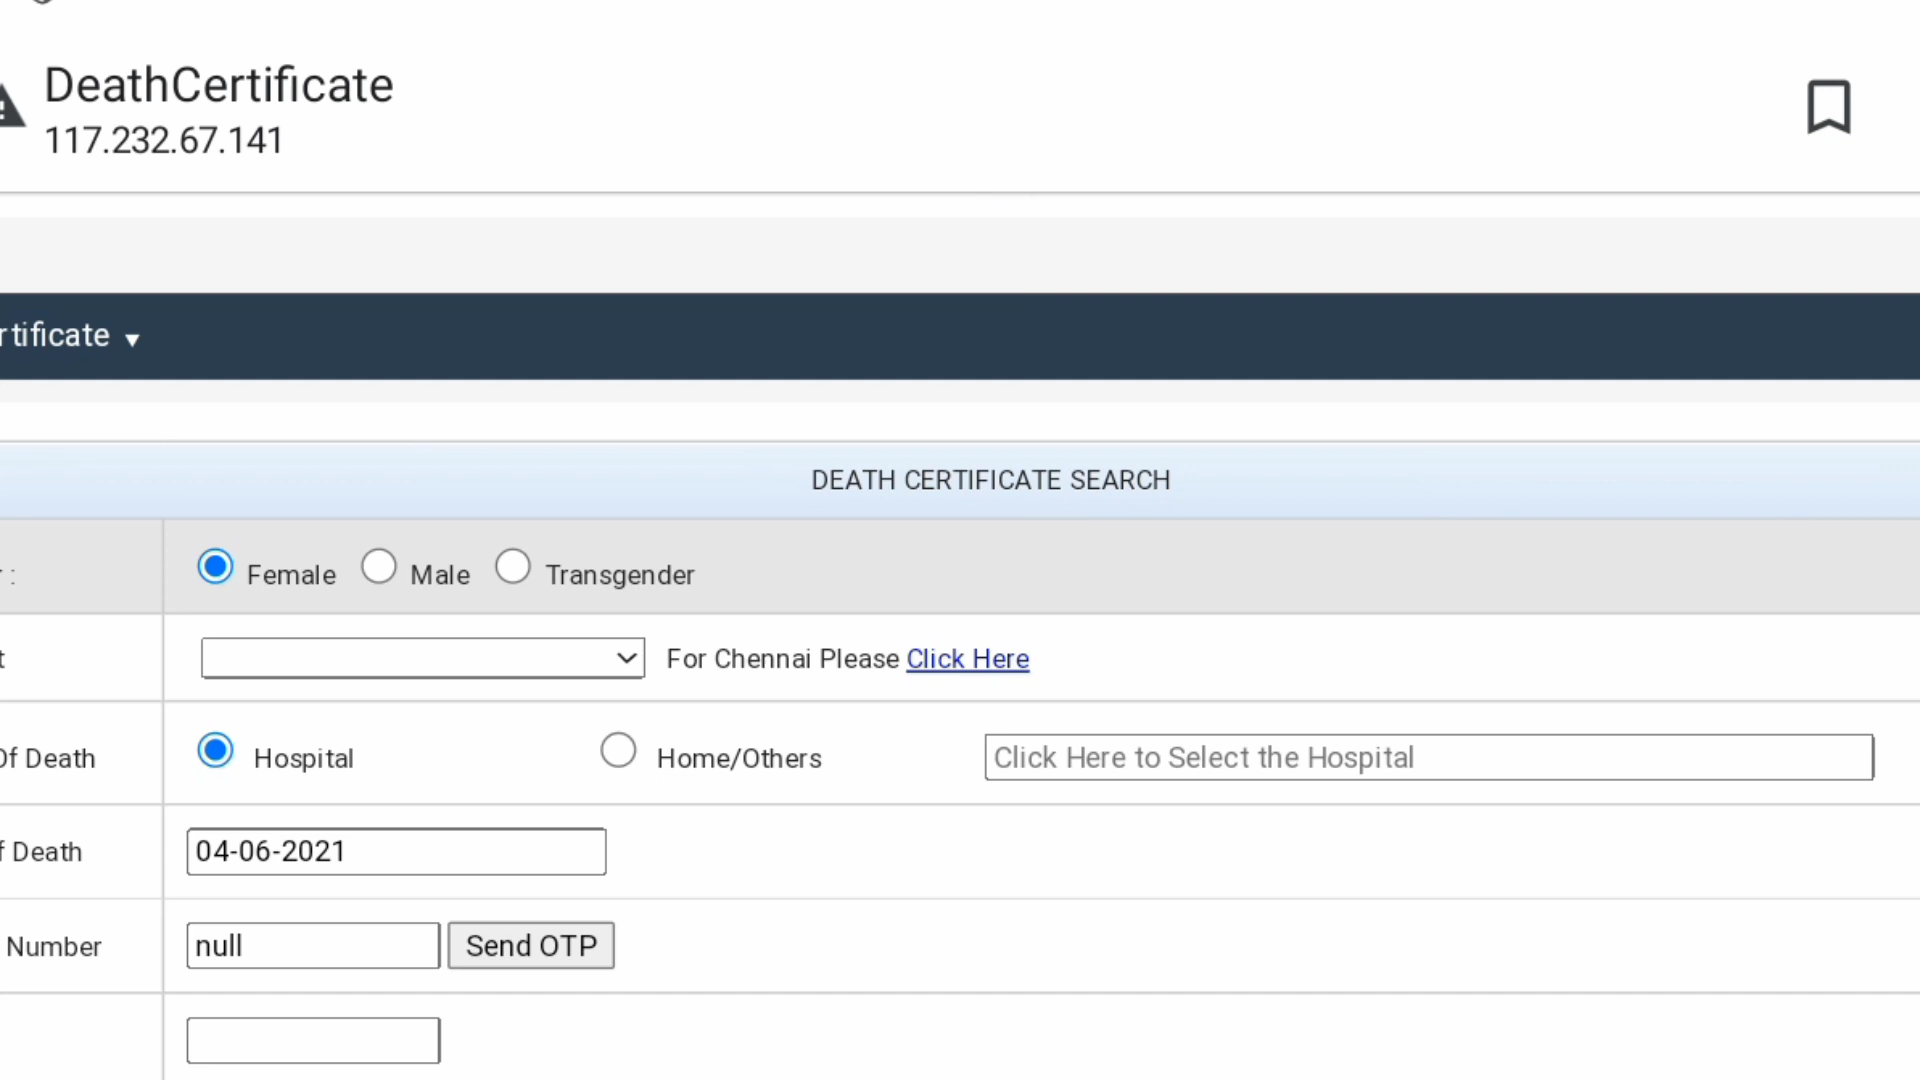 DeathCertificate
117.232.67.141
rtificate ▼
DEATH CERTIFICATE SEARCH
: Female Male Transgender
t For Chennai Please Click Here
Of Death Hospital Home/Others Click Here to Select the Hospital
f Death 04-06-2021
Number null Send OTP